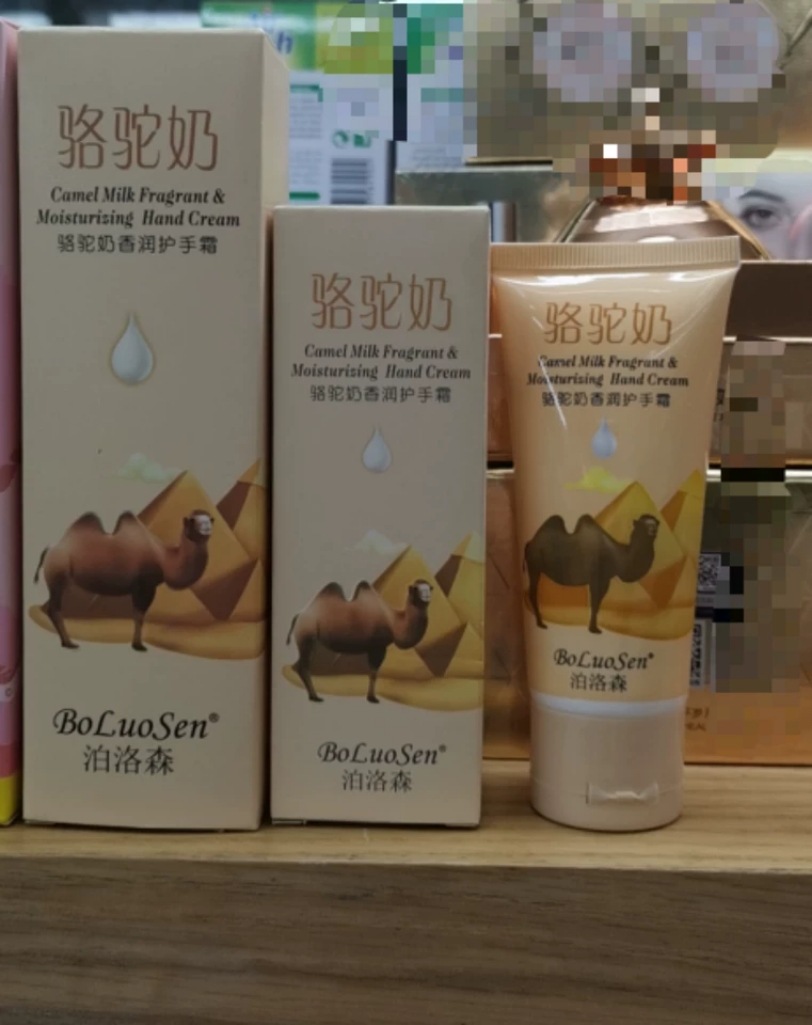 骆驼奶
Camel Milk Fragrant &
Moisturizing Hand Cream
骆驼奶香润护手霜
BoLuoSen®
泊洛森
骆驼奶
Camel Milk Fragrant &
Moisturizing Hand Cream
骆驼奶香润护手霜
BoLuoSen®
泊洛森
骆驼奶
Camel Milk Fragrant &
Moisturizing Hand Cream
骆驼奶香润护手霜
BoLuoSen®
泊洛森